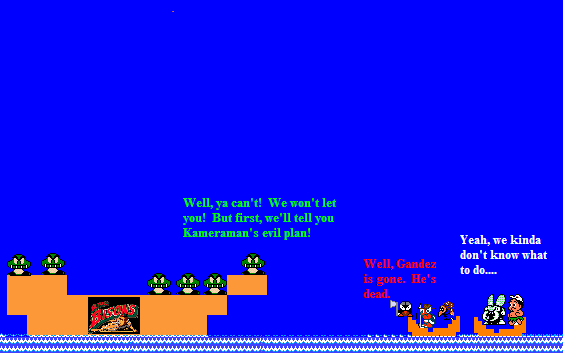 Well, ya can't!  We won't let
you!  But first, we'll tell you
Kameraman's evil plan!
Yeah, we kinda
don't know what
to do....
Well, Gaudez
is gone.  He's
dead.